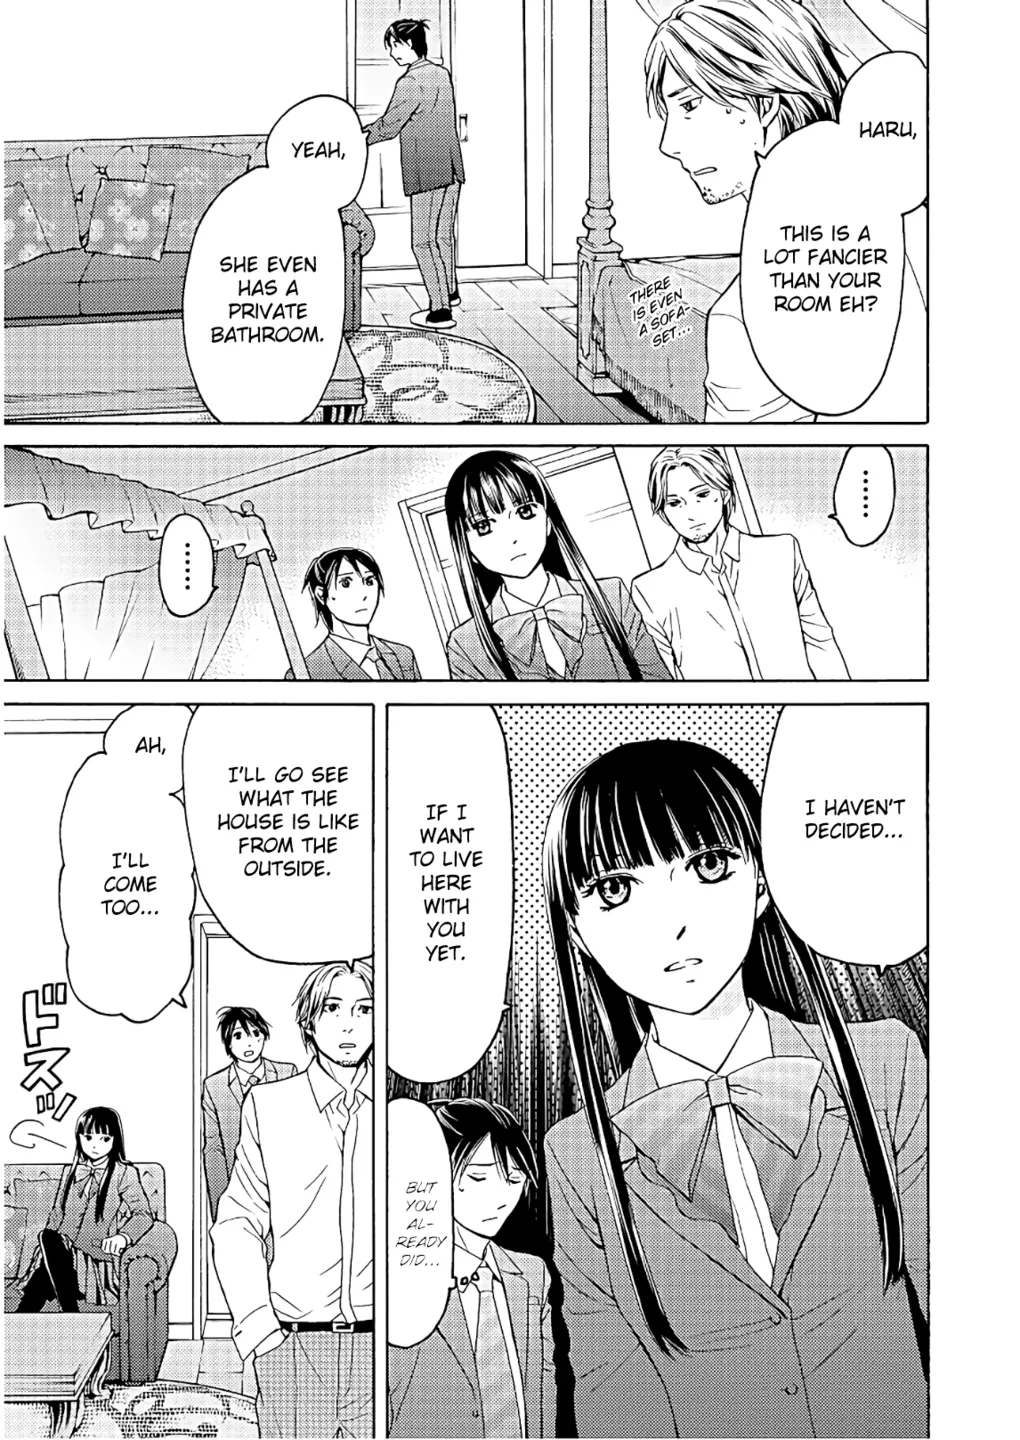 HARU,
THIS IS A
LOT FANCIER
THAN YOUR
ROOM EH?
THERE
IS EVEN
A SOFA-
SET...
YEAH,
SHE EVEN
HAS A
PRIVATE
BATHROOM.
......
......
I HAVEN'T
DECIDED...
IF I
WANT
TO LIVE
HERE
WITH
YOU
YET.
BUT
YOU
AL-
READY
DID...
I'LL GO SEE
WHAT THE
HOUSE IS LIKE
FROM THE
OUTSIDE.
AH,
I'LL
COME
TOO...
ドスッ